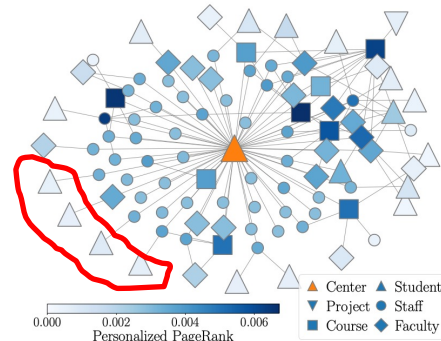 Center
Student
Project
Staff
Course
Faculty
0.000
0.002
0.004
0.006
Personalized PageRank